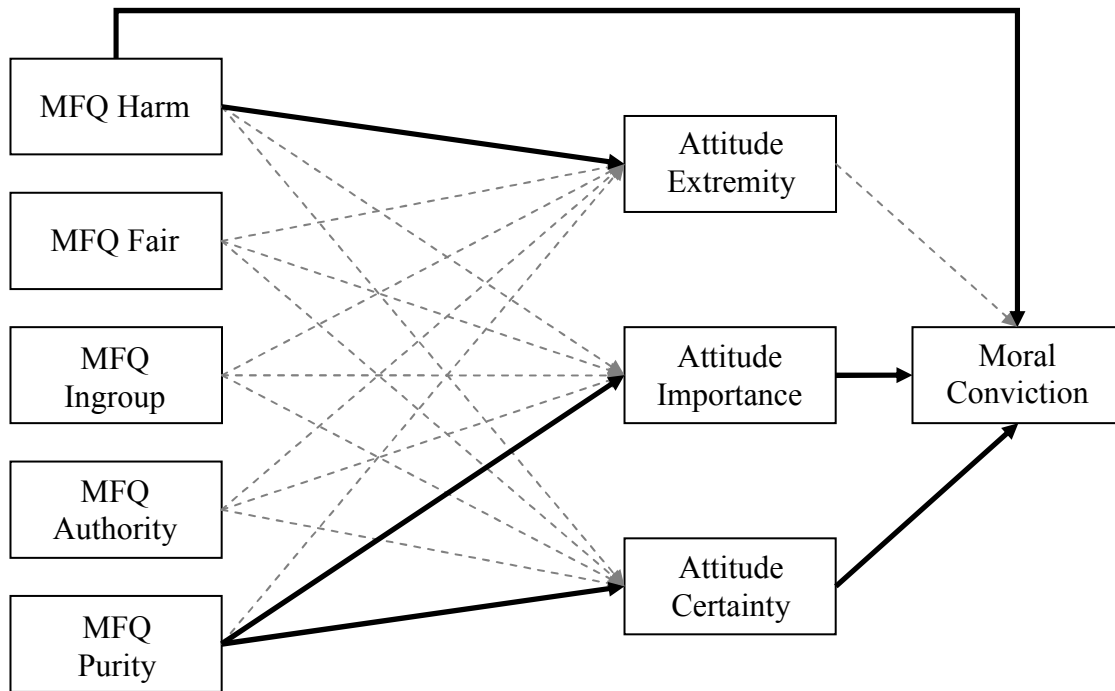 MFQ Harm
MFQ Fair
MFQ
Ingroup
MFQ
Authority
MFQ
Purity
Attitude
Extremity
Attitude
Importance
Attitude
Certainty
Moral
Conviction